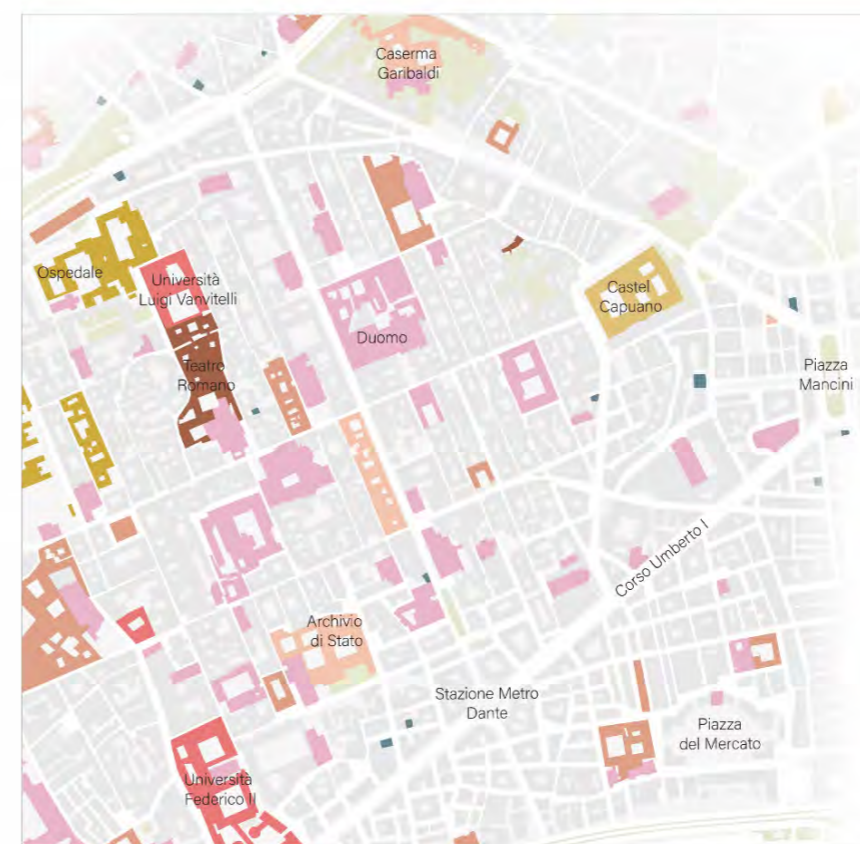 Caserma
Garibaldi
Ospedale
Università
Luigi Vanvitelli
Castel
Capuano
Duomo
Teatro
Romano
Piazza
Mancini
Corso Umberto I
Archivio
di Stato
Stazione Metro
Dante
Piazza
del Mercato
Università
Federico II